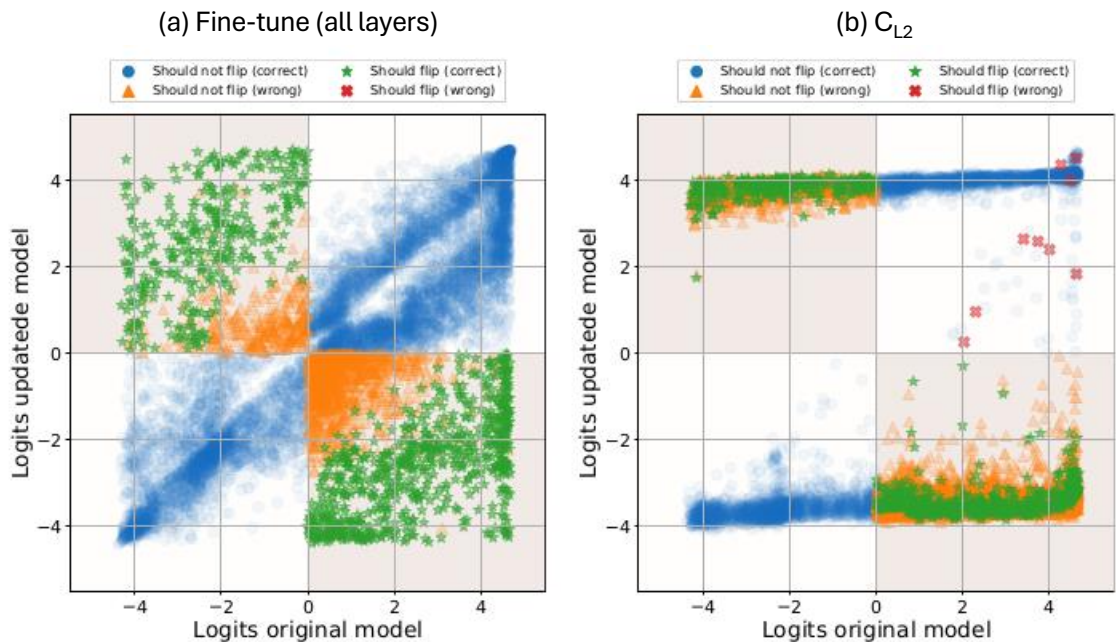 (a) Fine-tune (all layers)
Should not flip (correct)
Should flip (correct)
Should not flip (wrong)
Should flip (wrong)
4
2
0
−2
−4
Logits updatede model
−4 −2 0 2 4
Logits original model
(b) CL2
Should not flip (correct)
Should flip (correct)
Should not flip (wrong)
Should flip (wrong)
4
2
0
−2
−4
Logits updatede model
−4 −2 0 2 4
Logits original model